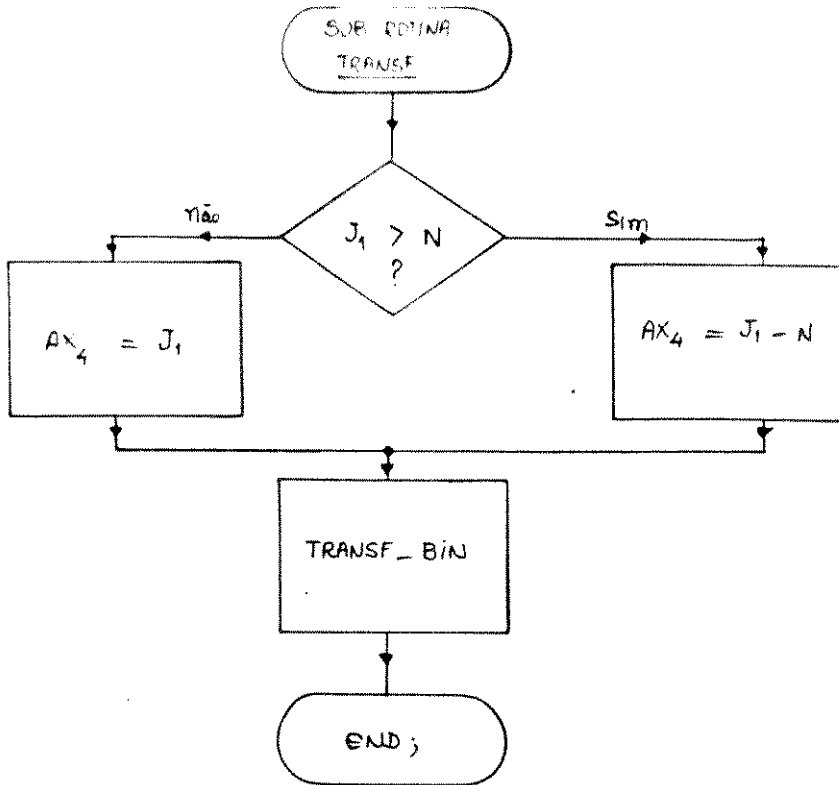 SUB ROTINA
TRANSF
não
J₁ > N
?
Sim
AX₄ = J₁
AX₄ = J₁ - N
TRANSF_BIN
END;